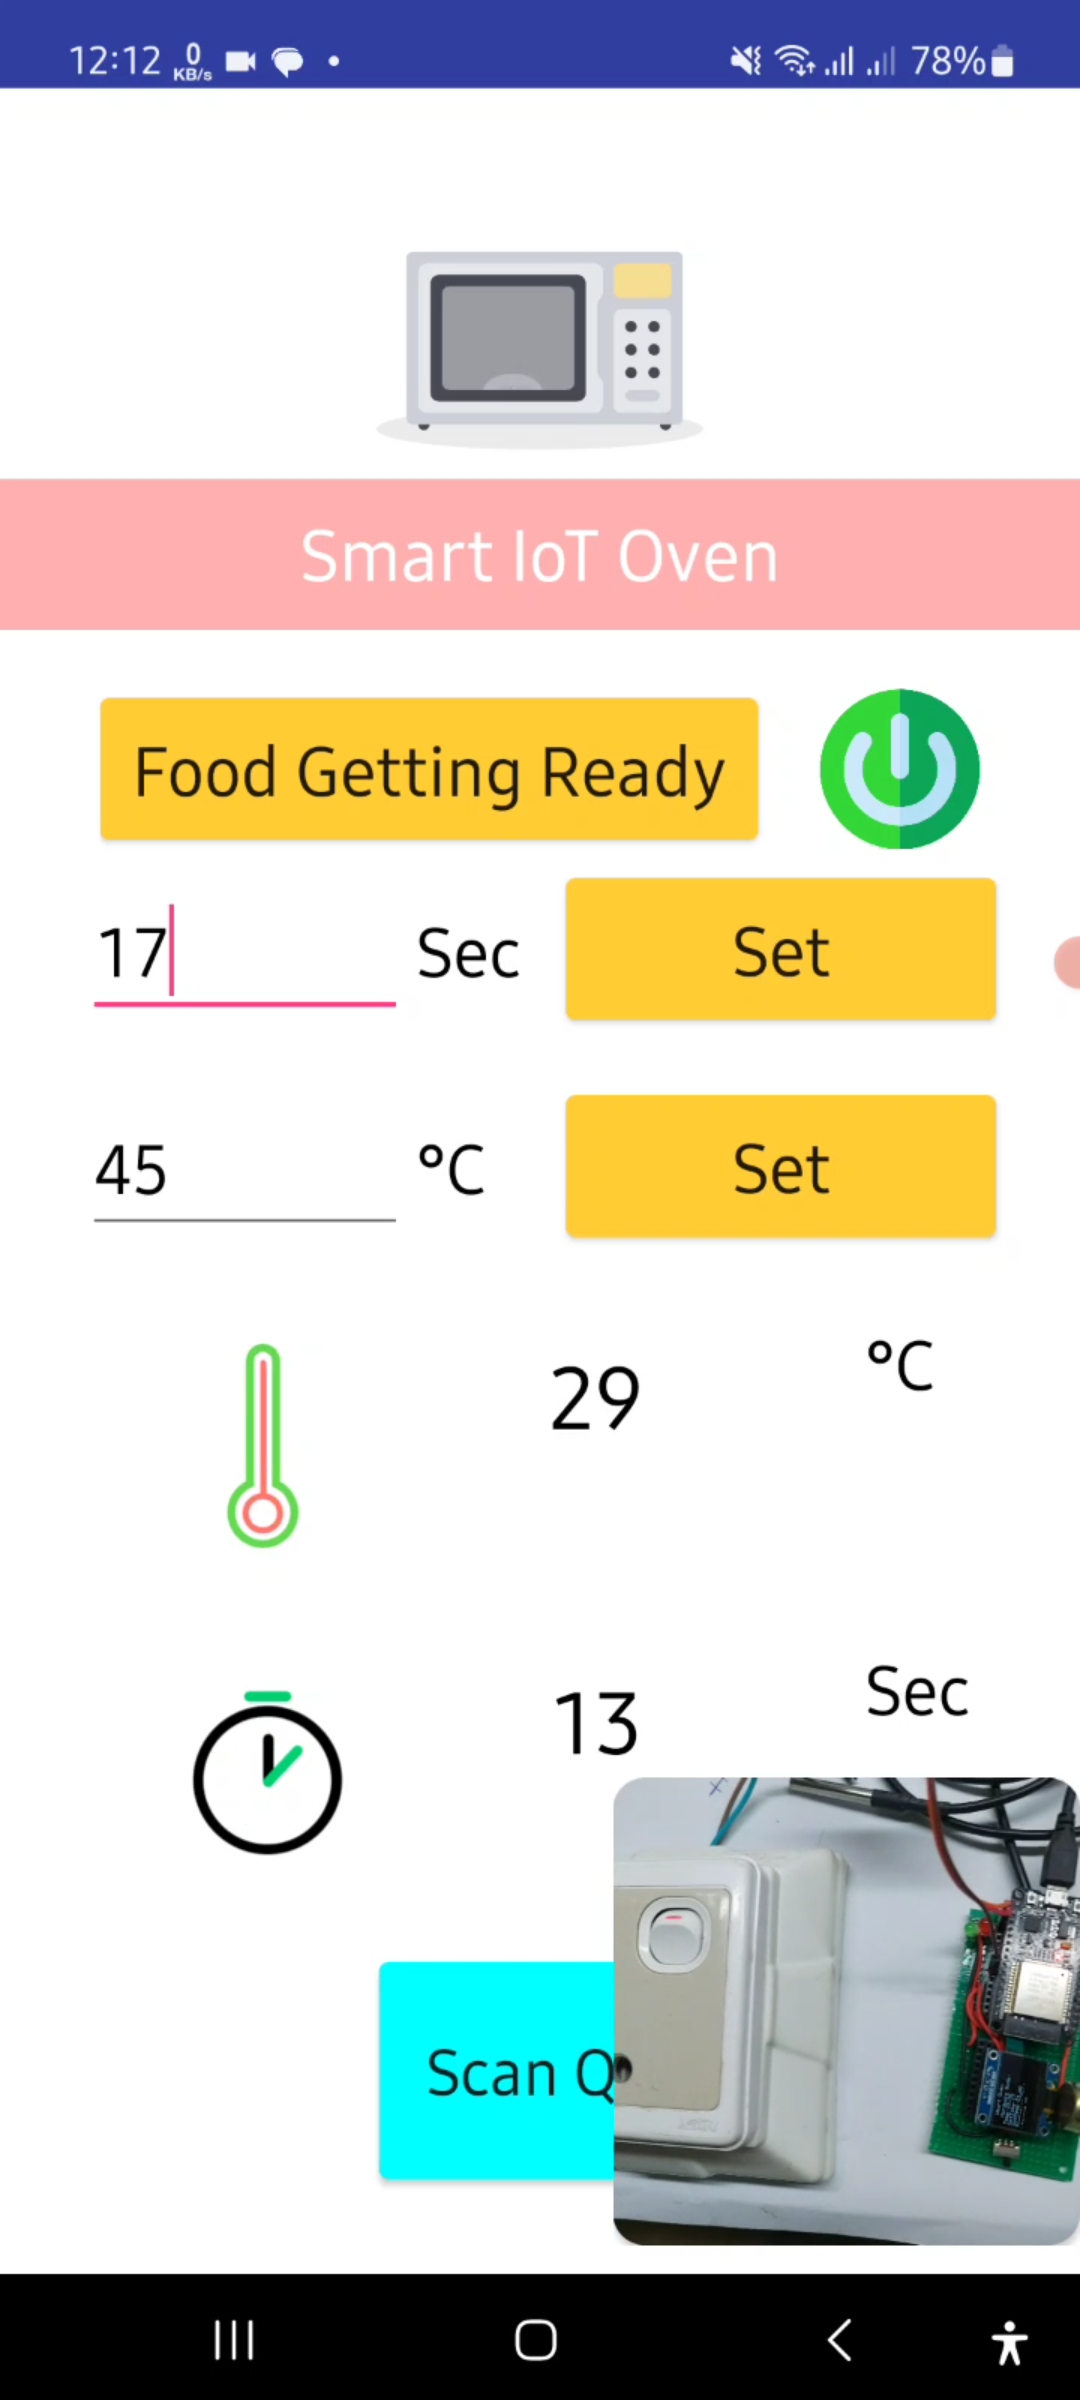 12:12 0 KB/s 78%
Smart IoT Oven
Food Getting Ready
17 Sec Set
45 °C Set
29 °C
13 Sec
Scan Q